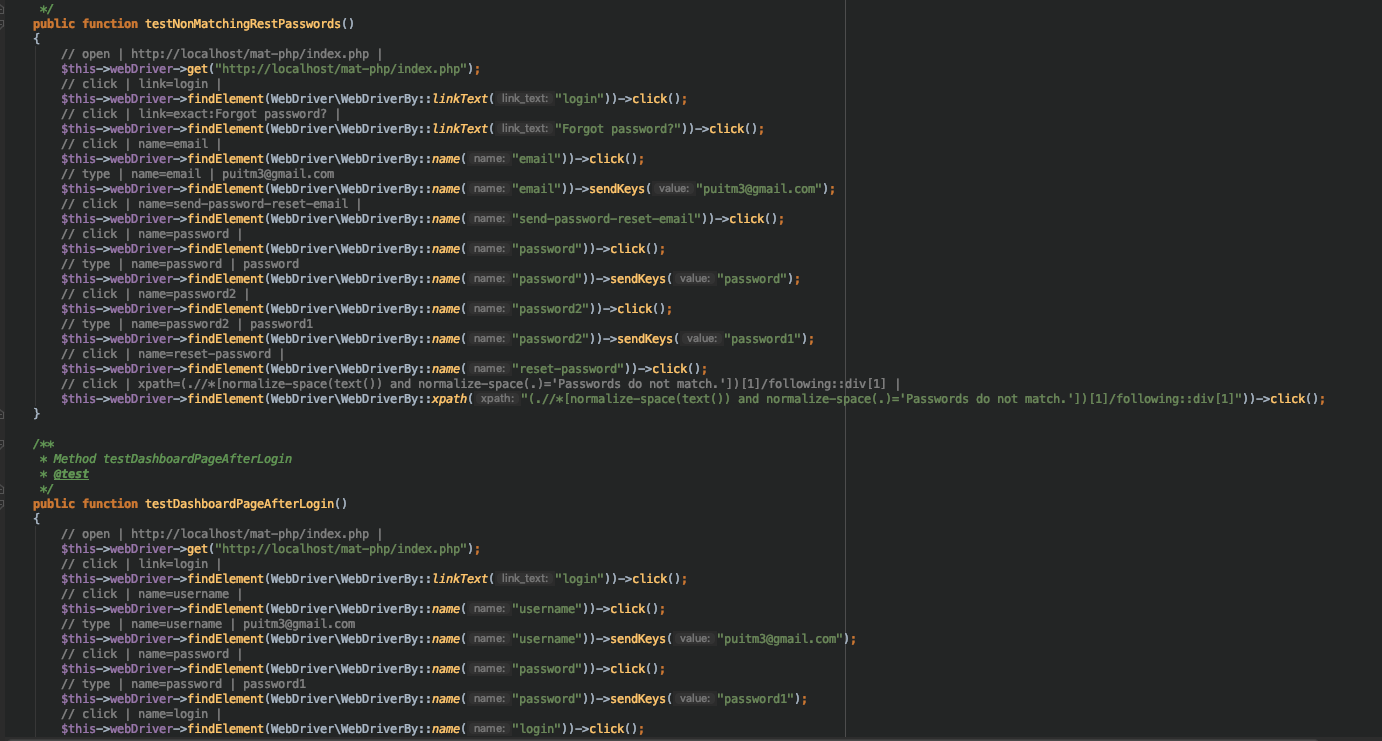 */
public function testNonMatchingRestPasswords()
{
// open | http://localhost/mat-php/index.php |
$this->webDriver->get("http://localhost/mat-php/index.php");
// click | link=login |
$this->webDriver->findElement(WebDriver\WebDriverBy::linkText( link_text: "login"))->click();
// click | link=exact:Forgot password? |
$this->webDriver->findElement(WebDriver\WebDriverBy::linkText( link_text: "Forgot password?"))->click();
// click | name=email |
$this->webDriver->findElement(WebDriver\WebDriverBy::name( name: "email"))->click();
// type | name=email | puitm3@gmail.com
$this->webDriver->findElement(WebDriver\WebDriverBy::name( name: "email"))->sendKeys( value: "puitm3@gmail.com");
// click | name=send-password-reset-email |
$this->webDriver->findElement(WebDriver\WebDriverBy::name( name: "send-password-reset-email"))->click();
// click | name=password |
$this->webDriver->findElement(WebDriver\WebDriverBy::name( name: "password"))->click();
// type | name=password | password
$this->webDriver->findElement(WebDriver\WebDriverBy::name( name: "password"))->sendKeys( value: "password");
// click | name=password2 |
$this->webDriver->findElement(WebDriver\WebDriverBy::name( name: "password2"))->click();
// type | name=password2 | password1
$this->webDriver->findElement(WebDriver\WebDriverBy::name( name: "password2"))->sendKeys( value: "password1");
// click | name=reset-password |
$this->webDriver->findElement(WebDriver\WebDriverBy::name( name: "reset-password"))->click();
// click | xpath=(.//*[normalize-space(text()) and normalize-space(.)='Passwords do not match.'])[1]/following::div[1] |
$this->webDriver->findElement(WebDriver\WebDriverBy::xpath( xpath: "(.//*[normalize-space(text()) and normalize-space(.)='Passwords do not match.'])[1]/following::div[1]"))->click();
}
/**
* Method testDashboardPageAfterLogin
* @test
*/
public function testDashboardPageAfterLogin()
{
// open | http://localhost/mat-php/index.php |
$this->webDriver->get("http://localhost/mat-php/index.php");
// click | link=login |
$this->webDriver->findElement(WebDriver\WebDriverBy::linkText( link_text: "login"))->click();
// click | name=username |
$this->webDriver->findElement(WebDriver\WebDriverBy::name( name: "username"))->click();
// type | name=username | puitm3@gmail.com
$this->webDriver->findElement(WebDriver\WebDriverBy::name( name: "username"))->sendKeys( value: "puitm3@gmail.com");
// click | name=password |
$this->webDriver->findElement(WebDriver\WebDriverBy::name( name: "password"))->click();
// type | name=password | password1
$this->webDriver->findElement(WebDriver\WebDriverBy::name( name: "password"))->sendKeys( value: "password1");
// click | name=login |
$this->webDriver->findElement(WebDriver\WebDriverBy::name( name: "login"))->click();